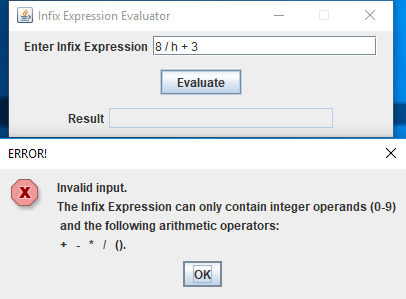 Infix Expression Evaluator
Enter Infix Expression 8 / h + 3
Evaluate
Result
ERROR!
Invalid input.
The Infix Expression can only contain integer operands (0-9)
and the following arithmetic operators:
+ - * / ().
OK